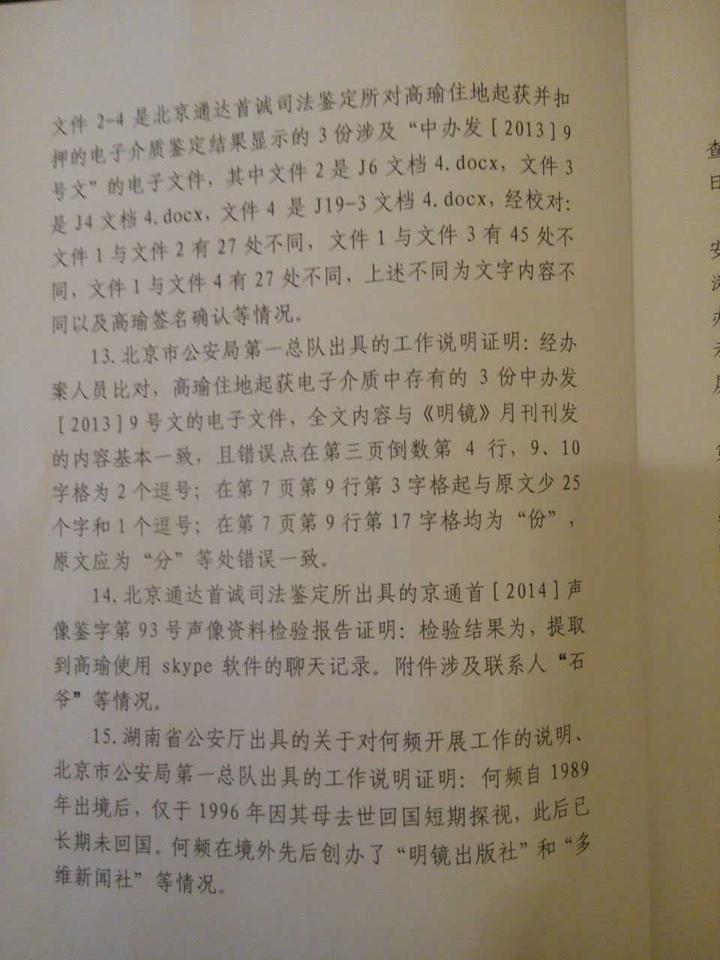 文件 2-4 是北京通达首诚司法鉴定所对高瑜住地起获并扣
押的电子介质鉴定结果显示的 3 份涉及“中办发［2013］9
号文”的电子文件，其中文件 2 是 J6 文档 4.docx，文件 3
是 J4 文档 4.docx，文件 4 是 J19-3 文档 4.docx，经校对：
文件 1 与文件 2 有 27 处不同，文件 1 与文件 3 有 45 处不
同，文件 1 与文件 4 有 27 处不同，上述不同为文字内容不
同以及高瑜签名确认等情况。
13.北京市公安局第一总队出具的工作说明证明：经办
案人员比对，高瑜住地起获电子介质中存有的 3 份中办发
［2013］9 号文的电子文件，全文内容与《明镜》月刊刊发
的内容基本一致，且错误点在第三页倒数第 4 行，9、10
字格为 2 个逗号；在第 7 页第 9 行第 3 字格起与原文少 25
个字和 1 个逗号；在第 7 页第 9 行第 17 字格均为“份”，
原文应为“分”等处错误一致。
14.北京通达首诚司法鉴定所出具的京通首［2014］声
像鉴字第 93 号声像资料检验报告证明：检验结果为，提取
到高瑜使用 skype 软件的聊天记录。附件涉及联系人“石
爷”等情况。
15.湖南省公安厅出具的关于对何频开展工作的说明、
北京市公安局第一总队出具的工作说明证明：何频自 1989
年出境后，仅于 1996 年因其母去世回国短期探视，此后已
长期未回国。何频在境外先后创办了“明镜出版社”和“多
维新闻社”等情况。
查
日
安